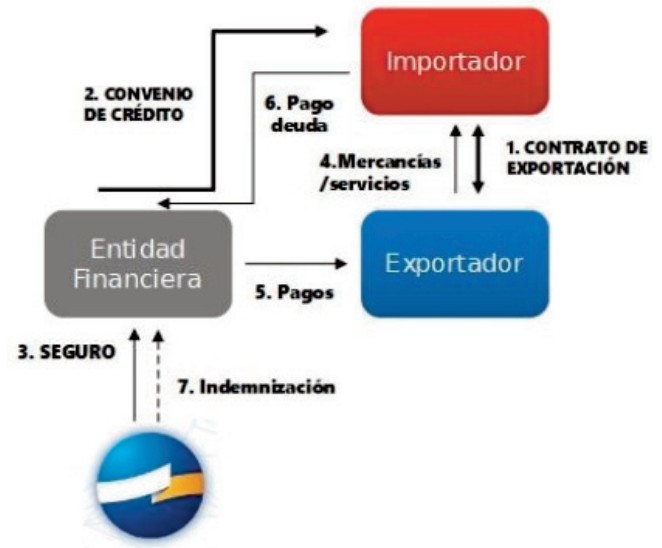 Importador
2. CONVENIO
DE CRÉDITO
6. Pago
deuda
4.Mercancías
/servicios
1. CONTRATO DE
EXPORTACIÓN
Entidad
Financiera
Exportador
5. Pagos
3. SEGURO
7. Indemnización